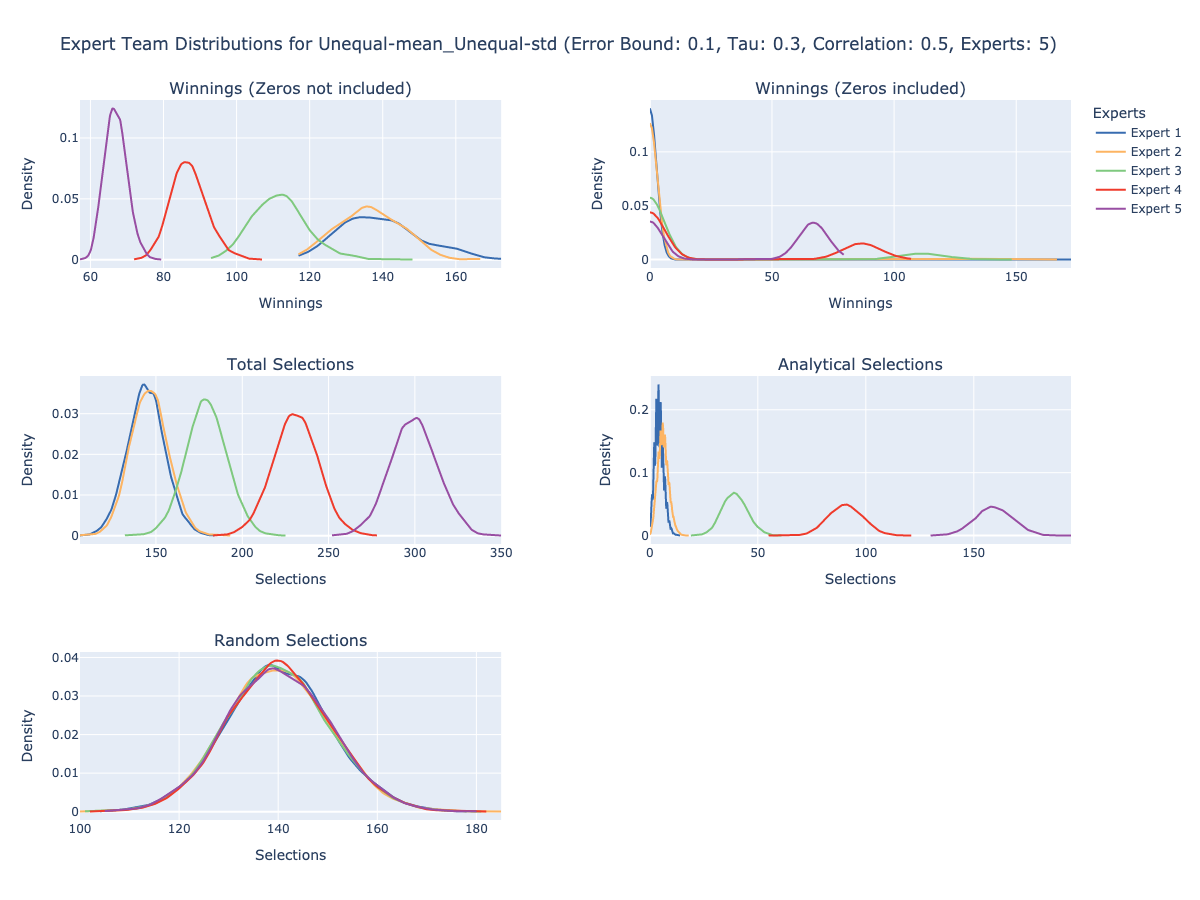 Expert Team Distributions for Unequal-mean_Unequal-std (Error Bound: 0.1, Tau: 0.3, Correlation: 0.5, Experts: 5)
Winnings (Zeros not included)
0.1
0.05
0
Density
60 80 100 120 140 160
Winnings
Winnings (Zeros included)
0.1
0.05
0
Density
0 50 100 150
Winnings
Experts
Expert 1
Expert 2
Expert 3
Expert 4
Expert 5
Total Selections
0.03
0.02
0.01
0
Density
150 200 250 300 350
Selections
Analytical Selections
0.2
0.1
0
Density
0 50 100 150
Selections
Random Selections
0.04
0.03
0.02
0.01
0
Density
100 120 140 160 180
Selections